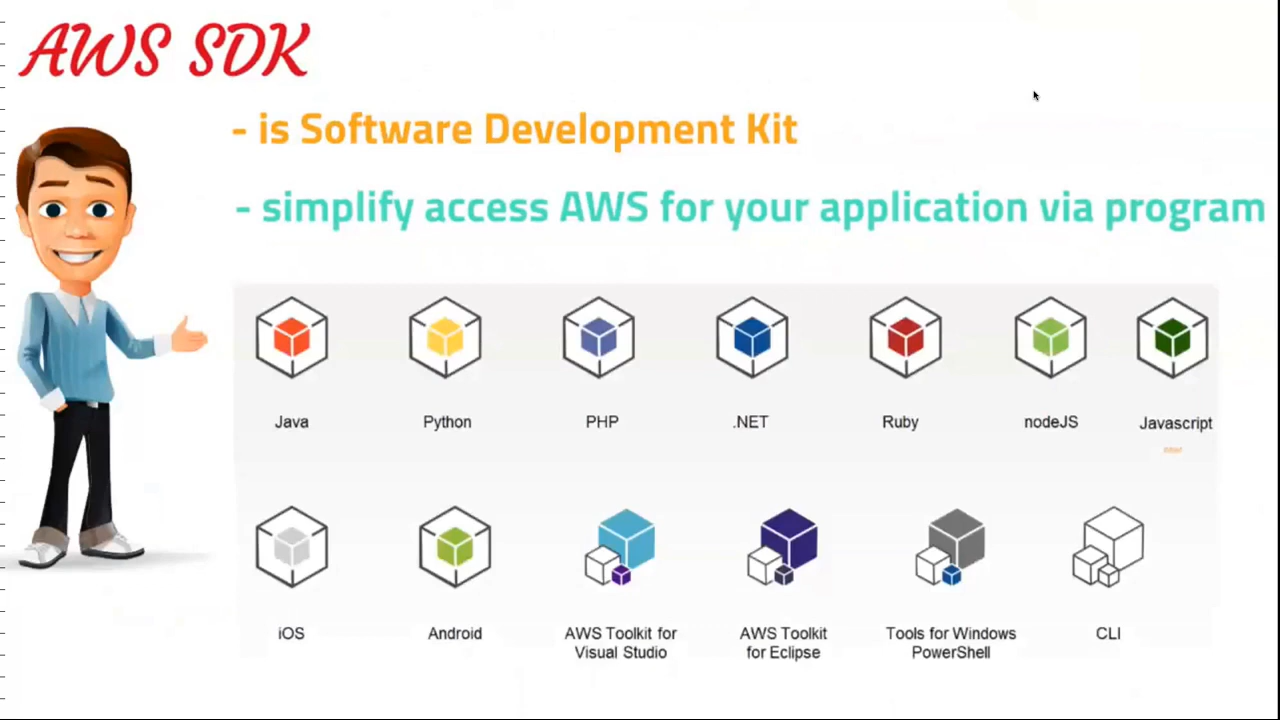 AWS SDK
- is Software Development Kit
- simplify access AWS for your application via program
Java
Python
PHP
.NET
Ruby
nodeJS
Javascript
new!
iOS
Android
AWS Toolkit for
Visual Studio
AWS Toolkit
for Eclipse
Tools for Windows
PowerShell
CLI